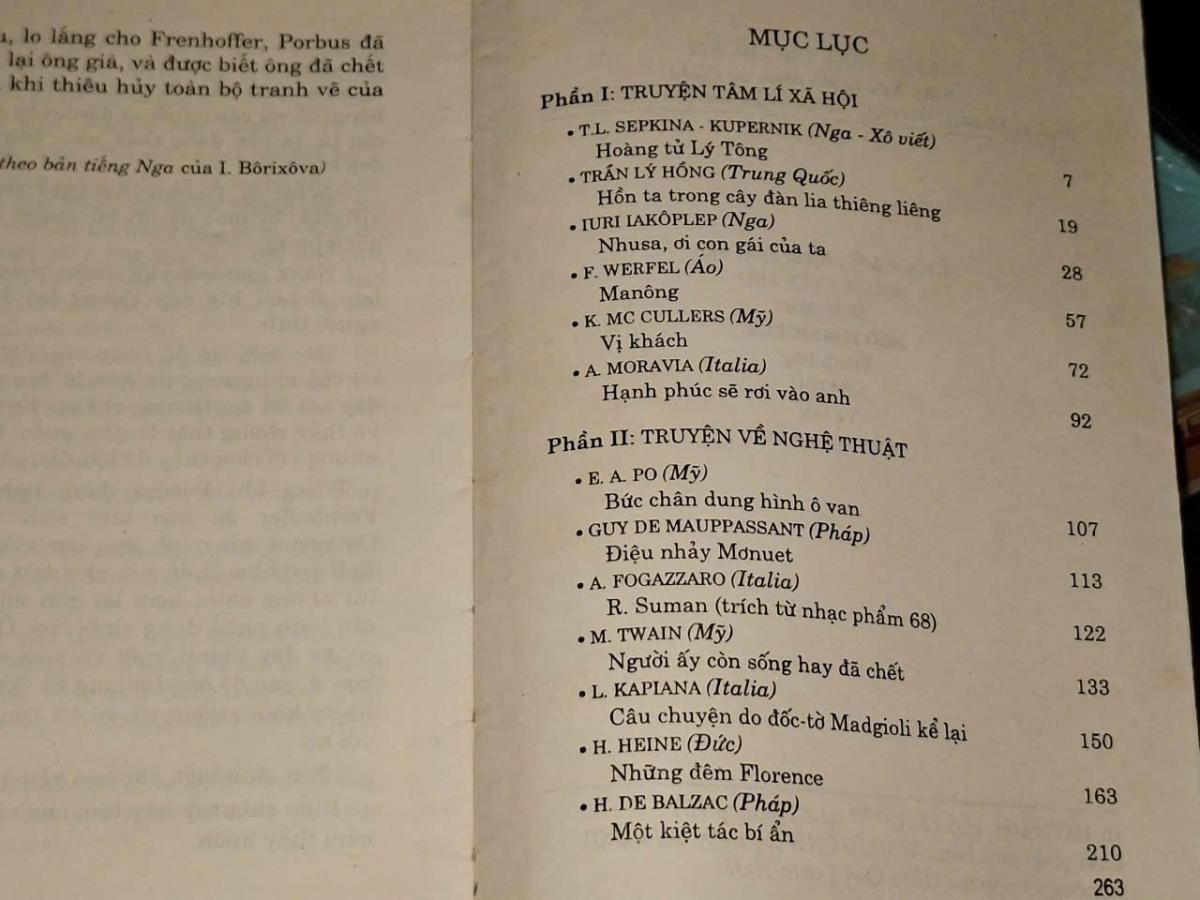 lo lắng cho Frenhoffer, Porbus đã
lại ông già, và được biết ông đã chết
khi thiêu hủy toàn bộ tranh vẽ của
theo bản tiếng Nga của I. Bôrixôva)
MỤC LỤC
Phần I: TRUYỆN TÂM LÍ XÃ HỘI
• T.L. SEPKINA - KUPERNIK (Nga - Xô viết)
Hoàng tử Lý Tông
7
• TRẦN LÝ HỒNG (Trung Quốc)
Hồn ta trong cây đàn lia thiêng liêng
19
• IURI IAKÔPLEP (Nga)
Nhusa, ơi con gái của ta
28
• F. WERFEL (Áo)
Manông
57
• K. MC CULLERS (Mỹ)
Vị khách
72
• A. MORAVIA (Italia)
Hạnh phúc sẽ rơi vào anh
92
Phần II: TRUYỆN VỀ NGHỆ THUẬT
• E. A. PO (Mỹ)
Bức chân dung hình ô van
107
• GUY DE MAUPPASSANT (Pháp)
Điệu nhảy Mơnuet
113
• A. FOGAZZARO (Italia)
R. Suman (trích từ nhạc phẩm 68)
122
• M. TWAIN (Mỹ)
Người ấy còn sống hay đã chết
133
• L. KAPIANA (Italia)
Câu chuyện do đốc-tờ Madgioli kể lại
150
• H. HEINE (Đức)
Những đêm Florence
163
• H. DE BALZAC (Pháp)
Một kiệt tác bí ẩn
210
263